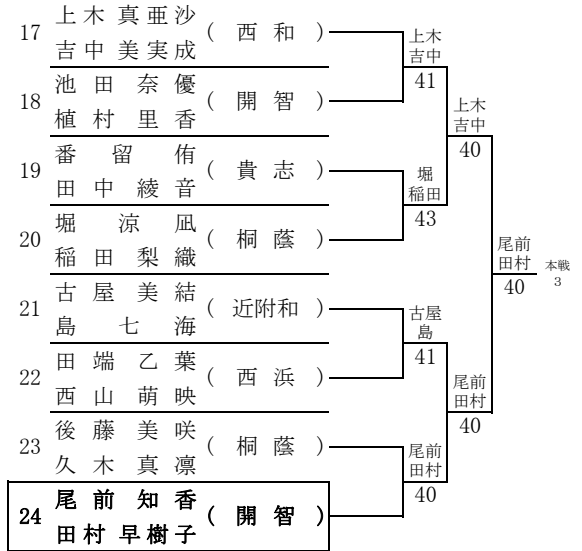 17 上木真亜沙 吉中美実成 ( 西和 )
18 池田奈優 植村里香 ( 開智 )
19 番留侑 田中綾音 ( 貴志 )
20 堀涼凪 稲田梨織 ( 桐蔭 )
21 古屋美結 島七海 ( 近附和 )
22 田端乙葉 西山萌映 ( 西浜 )
23 後藤美咲 久木真凛 ( 桐蔭 )
24 尾前知香 田村早樹子 ( 開智 )
上木
吉中
41
堀
稲田
43
古屋
島
41
尾前
田村
40
上木
吉中
40
尾前
田村
40
尾前
田村
40
本戦
3